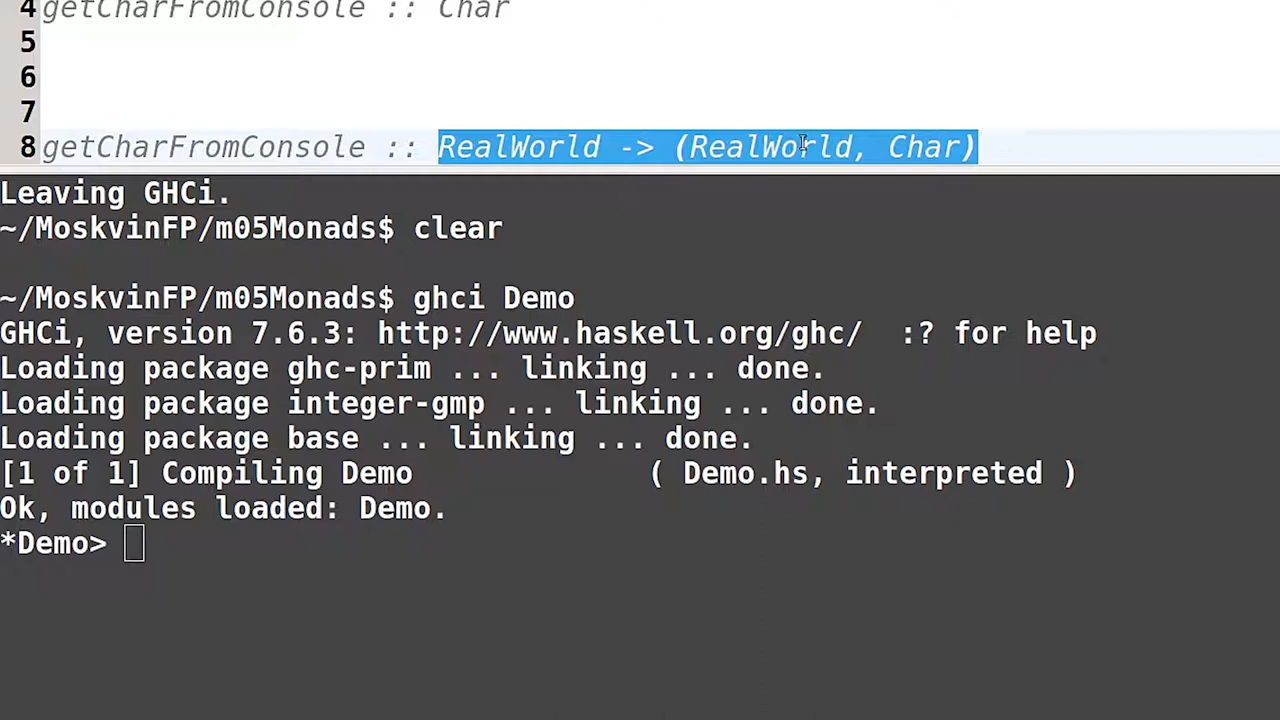 4 getCharFromConsole :: Char
5
6
7
8 getCharFromConsole :: RealWorld -> (RealWorld, Char)
Leaving GHCi.
~/MoskvinFP/m05Monads$ clear
~/MoskvinFP/m05Monads$ ghci Demo
GHCi, version 7.6.3: http://www.haskell.org/ghc/  :? for help
Loading package ghc-prim ... linking ... done.
Loading package integer-gmp ... linking ... done.
Loading package base ... linking ... done.
[1 of 1] Compiling Demo             ( Demo.hs, interpreted )
Ok, modules loaded: Demo.
*Demo>